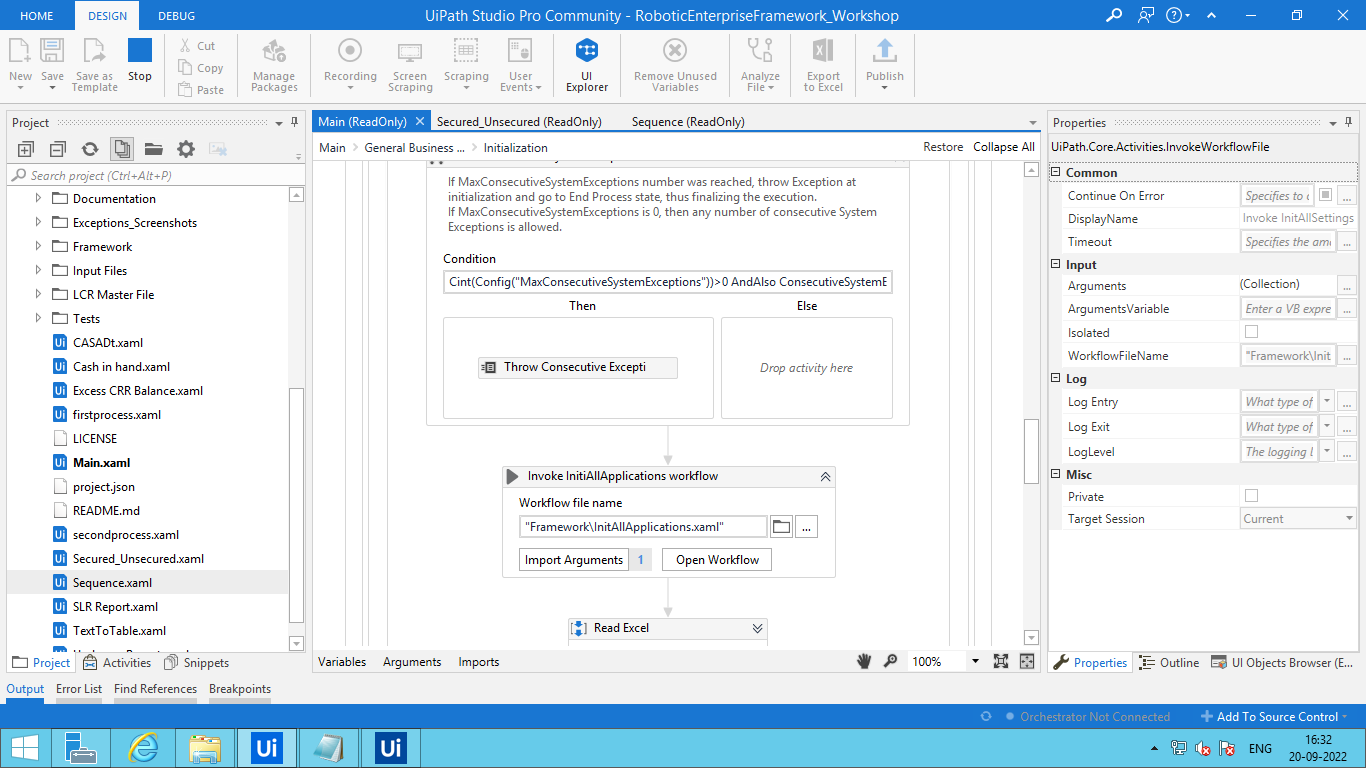 HOME
DESIGN
DEBUG
UiPath Studio Pro Community - RoboticEnterpriseFramework_Workshop
New
Save
Save as Template
Stop
Cut
Copy
Paste
Manage Packages
Recording
Screen Scraping
Scraping
User Events
UI Explorer
Remove Unused Variables
Analyze File
Export to Excel
Publish
Project
Search project (Ctrl+Alt+P)
Documentation
Exceptions_Screenshots
Framework
Input Files
LCR Master File
Tests
CASADt.xaml
Cash in hand.xaml
Excess CRR Balance.xaml
firstprocess.xaml
LICENSE
Main.xaml
project.json
README.md
secondprocess.xaml
Secured_Unsecured.xaml
Sequence.xaml
SLR Report.xaml
TextToTable.xaml
Project
Activities
Snippets
Main (ReadOnly)
Secured_Unsecured (ReadOnly)
Sequence (ReadOnly)
Main > General Business ... > Initialization
Restore
Collapse All
If MaxConsecutiveSystemExceptions number was reached, throw Exception at
initialization and go to End Process state, thus finalizing the execution.
If MaxConsecutiveSystemExceptions is 0, then any number of consecutive System
Exceptions is allowed.
Condition
Cint(Config("MaxConsecutiveSystemExceptions"))>0 AndAlso ConsecutiveSystemE
Then
Else
Throw Consecutive Excepti
Drop activity here
Invoke InitiAllApplications workflow
Workflow file name
"Framework\InitAllApplications.xaml"
...
Import Arguments 1
Open Workflow
Read Excel
Variables
Arguments
Imports
100%
Properties
UiPath.Core.Activities.InvokeWorkflowFile
Common
Continue On Error Specifies to c ...
DisplayName Invoke InitAllSettings
Timeout Specifies the am ...
Input
Arguments (Collection) ...
ArgumentsVariable Enter a VB expre ...
Isolated
WorkflowFileName "Framework\Init ...
Log
Log Entry What type of ...
Log Exit What type of ...
LogLevel The logging l ...
Misc
Private
Target Session Current
Properties
Outline
UI Objects Browser (E...
Output
Error List
Find References
Breakpoints
Orchestrator Not Connected
Add To Source Control
Ui
Ui
ENG
16:32
20-09-2022